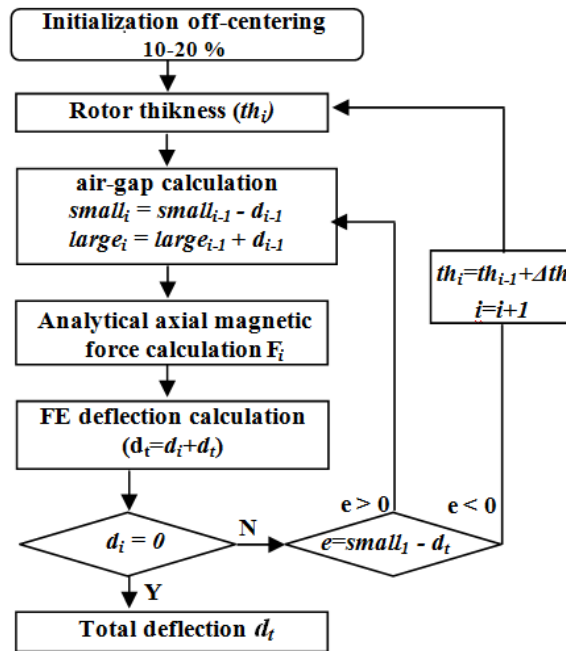 Initialization off-centering
10-20 %
Rotor thikness (thᵢ)
air-gap calculation
smallᵢ = smallᵢ₋₁ - dᵢ₋₁
largeᵢ = largeᵢ₋₁ + dᵢ₋₁
thᵢ=thᵢ₋₁+Δth
i=i+1
Analytical axial magnetic
force calculation Fᵢ
FE deflection calculation
(dₜ=dᵢ+dₜ)
e > 0
e < 0
dᵢ = 0
N
e=small₁ - dₜ
Y
Total deflection dₜ